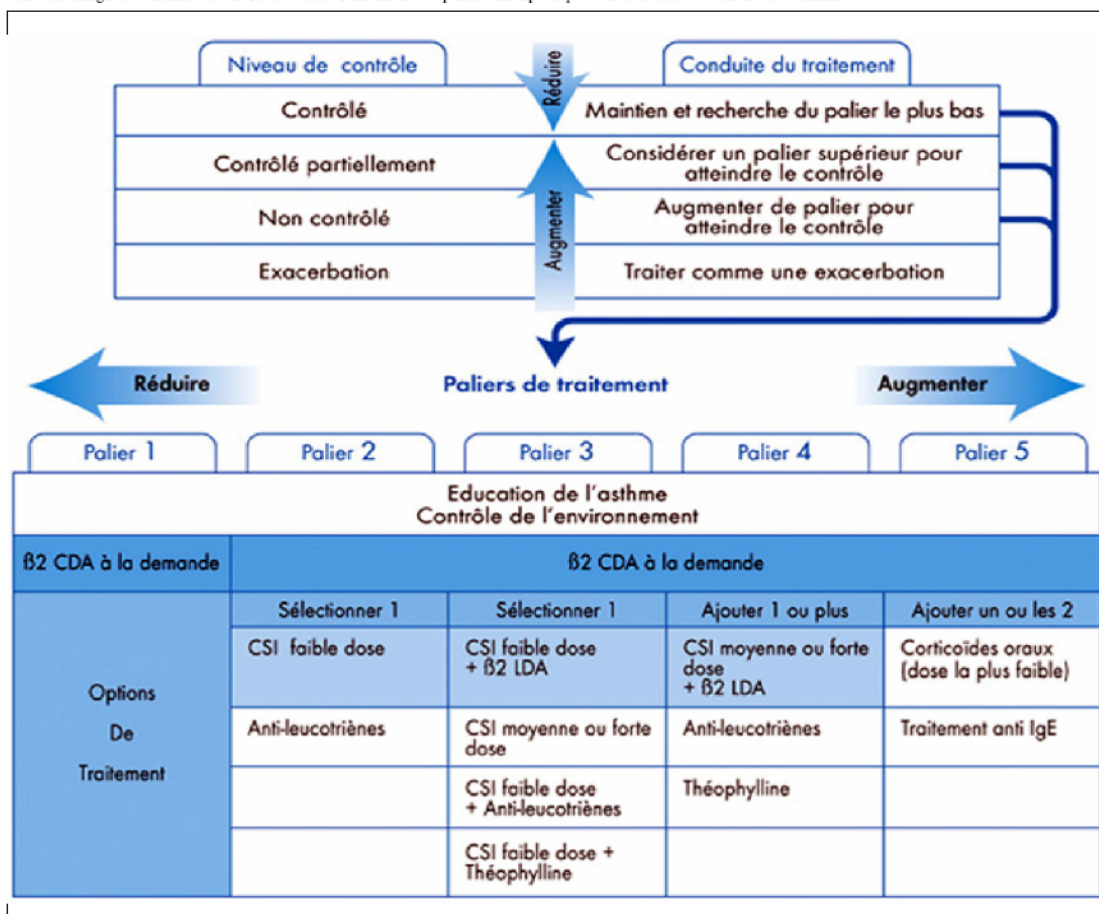 Niveau de contrôle
Réduire
Conduite du traitement
Contrôlé
Maintien et recherche du palier le plus bas
Contrôlé partiellement
Considérer un palier supérieur pour
atteindre le contrôle
Augmenter
Non contrôlé
Augmenter de palier pour
atteindre le contrôle
Exacerbation
Traiter comme une exacerbation
Réduire
Paliers de traitement
Augmenter
Palier 1
Palier 2
Palier 3
Palier 4
Palier 5
Education de l'asthme
Contrôle de l'environnement
ß2 CDA à la demande
ß2 CDA à la demande
Options
De
Traitement
Sélectionner 1
Sélectionner 1
Ajouter 1 ou plus
Ajouter un ou les 2
CSI faible dose
CSI faible dose
+ ß2 LDA
CSI moyenne ou forte
dose
+ ß2 LDA
Corticoïdes oraux
(dose la plus faible)
Anti-leucotriènes
CSI moyenne ou forte
dose
Anti-leucotriènes
Traitement anti IgE
CSI faible dose
+ Anti-leucotriènes
Théophylline
CSI faible dose +
Théophylline